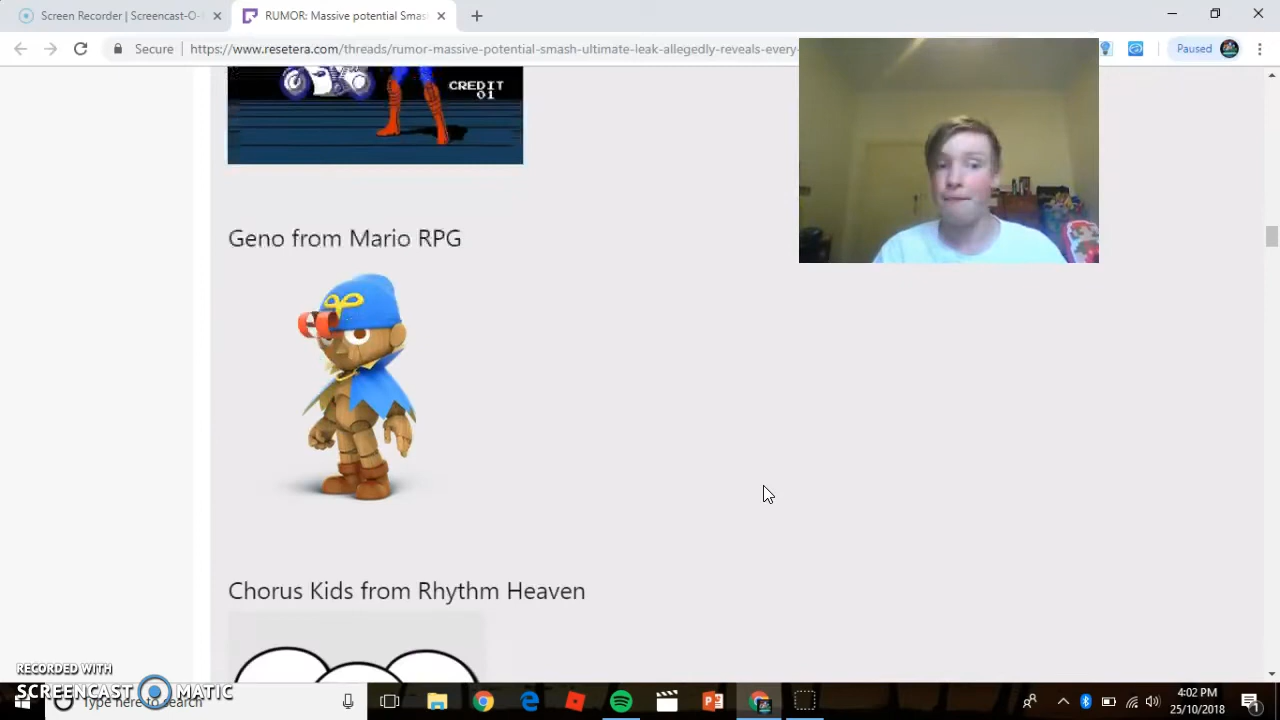 Screen Recorder | Screencast-O-
RUMOR: Massive potential Smas
Secure
https://www.resetera.com/threads/rumor-massive-potential-smash-ultimate-leak-allegedly-reveals-every-
Paused
CREDIT
01
Geno from Mario RPG
Chorus Kids from Rhythm Heaven
RECORDED WITH
SCREENCAST MATIC
Type here to search
4:02 PM
25/10/2018